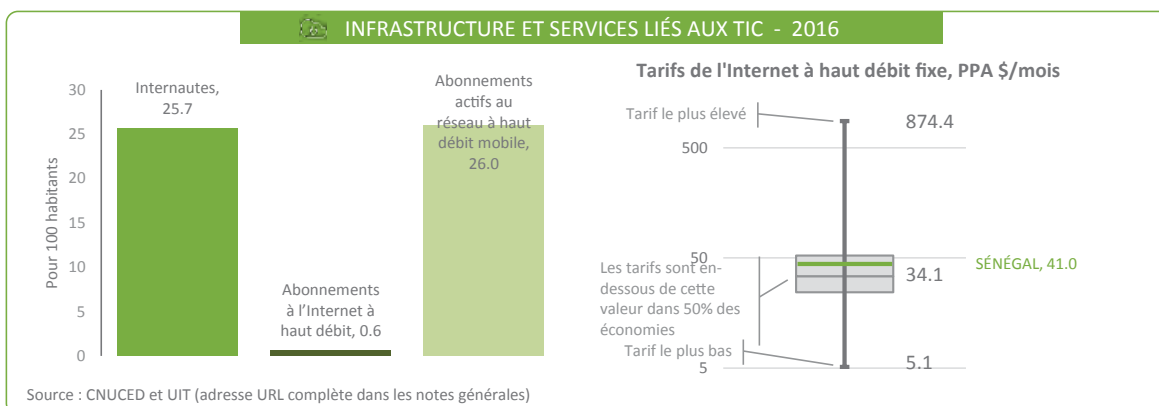 INFRASTRUCTURE ET SERVICES LIÉS AUX TIC - 2016
Pour 100 habitants
30
25
20
15
10
5
0
Internautes,
25.7
Abonnements
à l'Internet à
haut débit, 0.6
Abonnements
actifs au
réseau à haut
débit mobile,
26.0
Tarifs de l'Internet à haut débit fixe, PPA $/mois
Tarif le plus élevé
874.4
500
50
SÉNÉGAL, 41.0
Les tarifs sont en-
dessous de cette
valeur dans 50% des
économies
34.1
Tarif le plus bas
5.1
5
Source : CNUCED et UIT (adresse URL complète dans les notes générales)